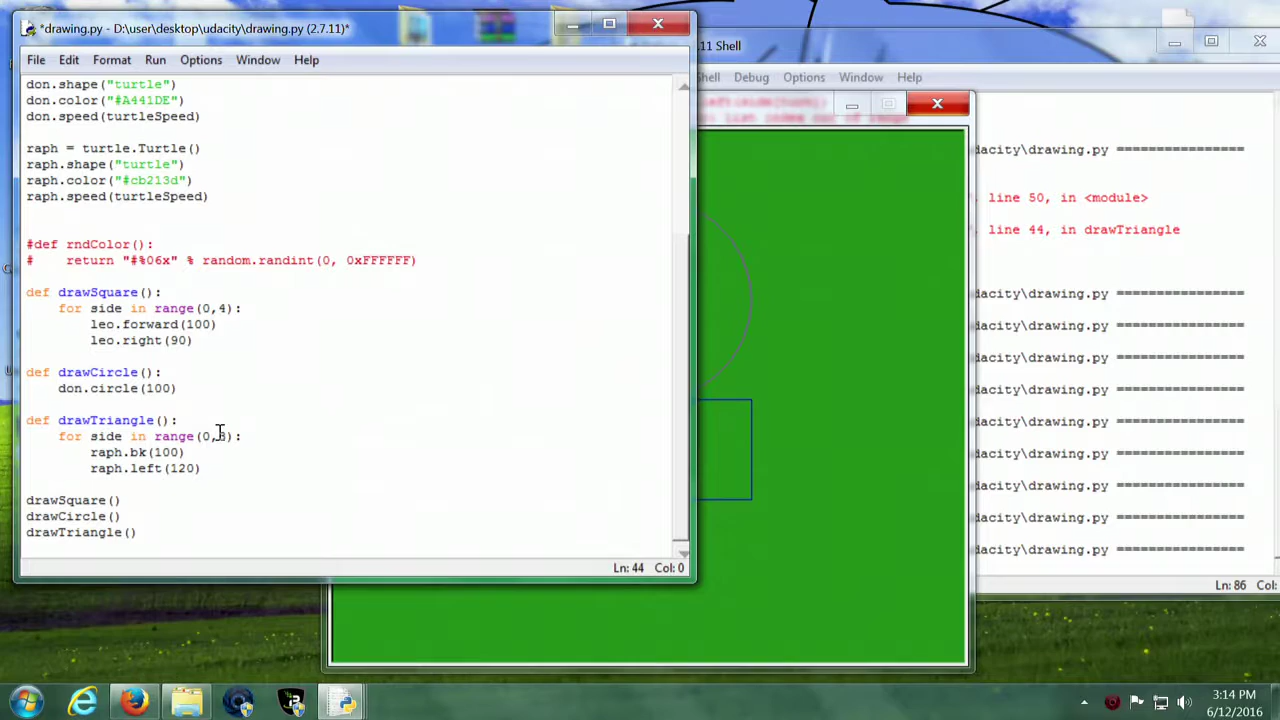 *drawing.py - D:\user\desktop\udacity\drawing.py (2.7.11)*
File Edit Format Run Options Window Help
don.shape("turtle")
don.color("#A441DE")
don.speed(turtleSpeed)
raph = turtle.Turtle()
raph.shape("turtle")
raph.color("#cb213d")
raph.speed(turtleSpeed)
#def rndColor():
#    return "#%06x" % random.randint(0, 0xFFFFFF)
def drawSquare():
    for side in range(0,4):
        leo.forward(100)
        leo.right(90)
def drawCircle():
    don.circle(100)
def drawTriangle():
    for side in range(0,3):
        raph.bk(100)
        raph.left(120)
drawSquare()
drawCircle()
drawTriangle()
Ln: 44 Col: 0
11 Shell
hell Debug Options Window Help
dacity\drawing.py ================
, line 50, in <module>
, line 44, in drawTriangle
dacity\drawing.py ================
dacity\drawing.py ================
dacity\drawing.py ================
dacity\drawing.py ================
dacity\drawing.py ================
dacity\drawing.py ================
dacity\drawing.py ================
dacity\drawing.py ================
dacity\drawing.py ================
Ln: 86 Col:
3:14 PM
6/12/2016